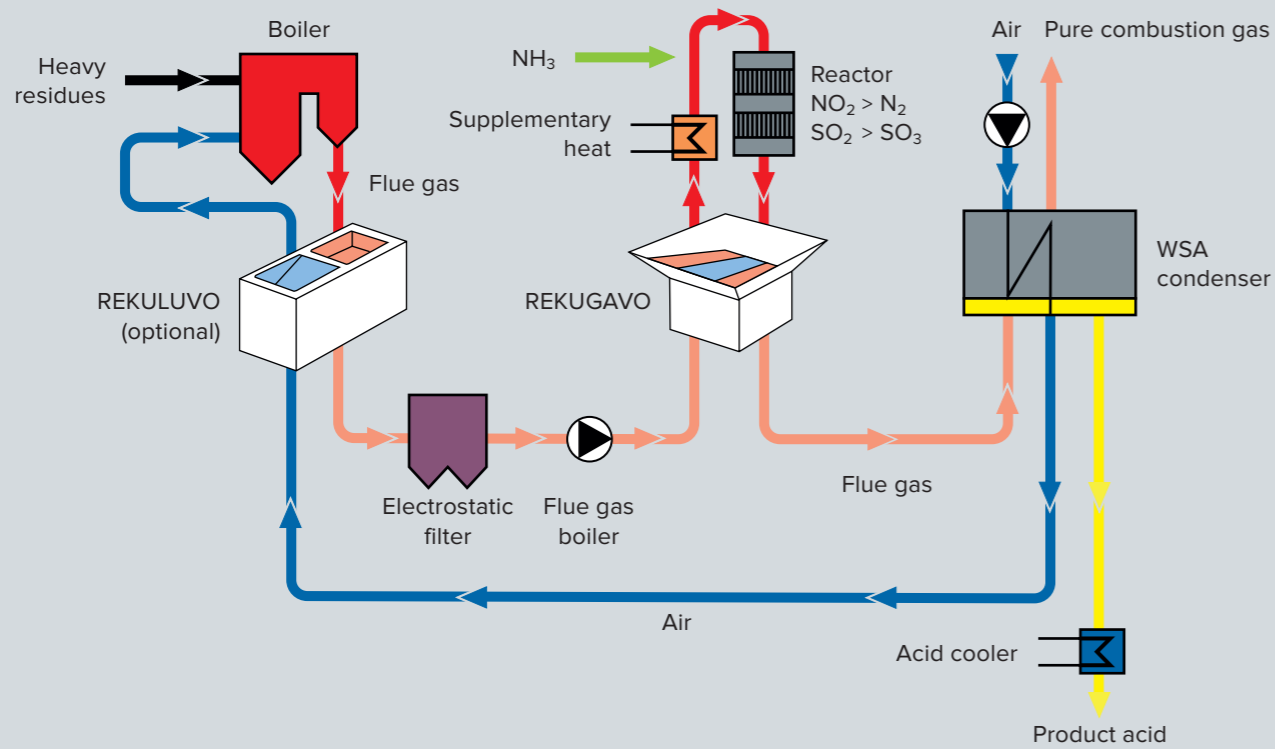 Boiler
Heavy
residues
Flue gas
REKULUVO
(optional)
Electrostatic
filter
Flue gas
boiler
NH₃
Supplementary
heat
Reactor
NO₂ > N₂
SO₂ > SO₃
REKUGAVO
Flue gas
Air
Air
Pure combustion gas
WSA
condenser
Acid cooler
Product acid